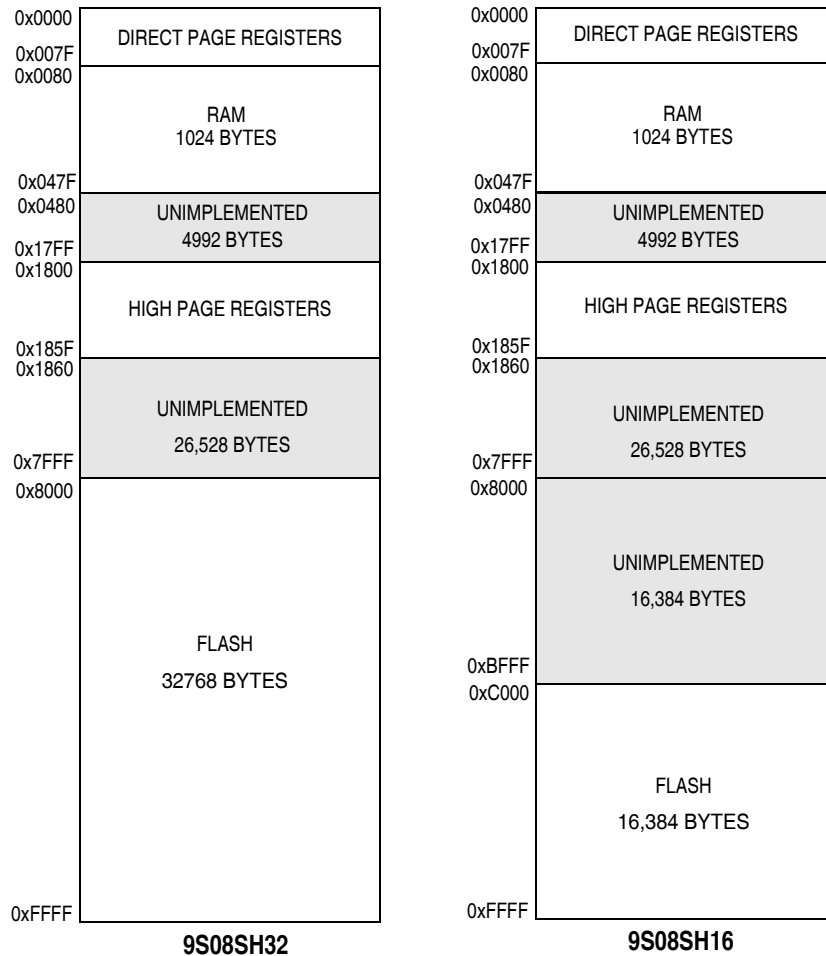 0x0000
DIRECT PAGE REGISTERS
0x007F
0x0080
RAM
1024 BYTES
0x047F
0x0480
UNIMPLEMENTED
4992 BYTES
0x17FF
0x1800
HIGH PAGE REGISTERS
0x185F
0x1860
UNIMPLEMENTED
26,528 BYTES
0x7FFF
0x8000
FLASH
32768 BYTES
0xFFFF
9S08SH32
0x0000
DIRECT PAGE REGISTERS
0x007F
0x0080
RAM
1024 BYTES
0x047F
0x0480
UNIMPLEMENTED
4992 BYTES
0x17FF
0x1800
HIGH PAGE REGISTERS
0x185F
0x1860
UNIMPLEMENTED
26,528 BYTES
0x7FFF
0x8000
UNIMPLEMENTED
16,384 BYTES
0xBFFF
0xC000
FLASH
16,384 BYTES
0xFFFF
9S08SH16